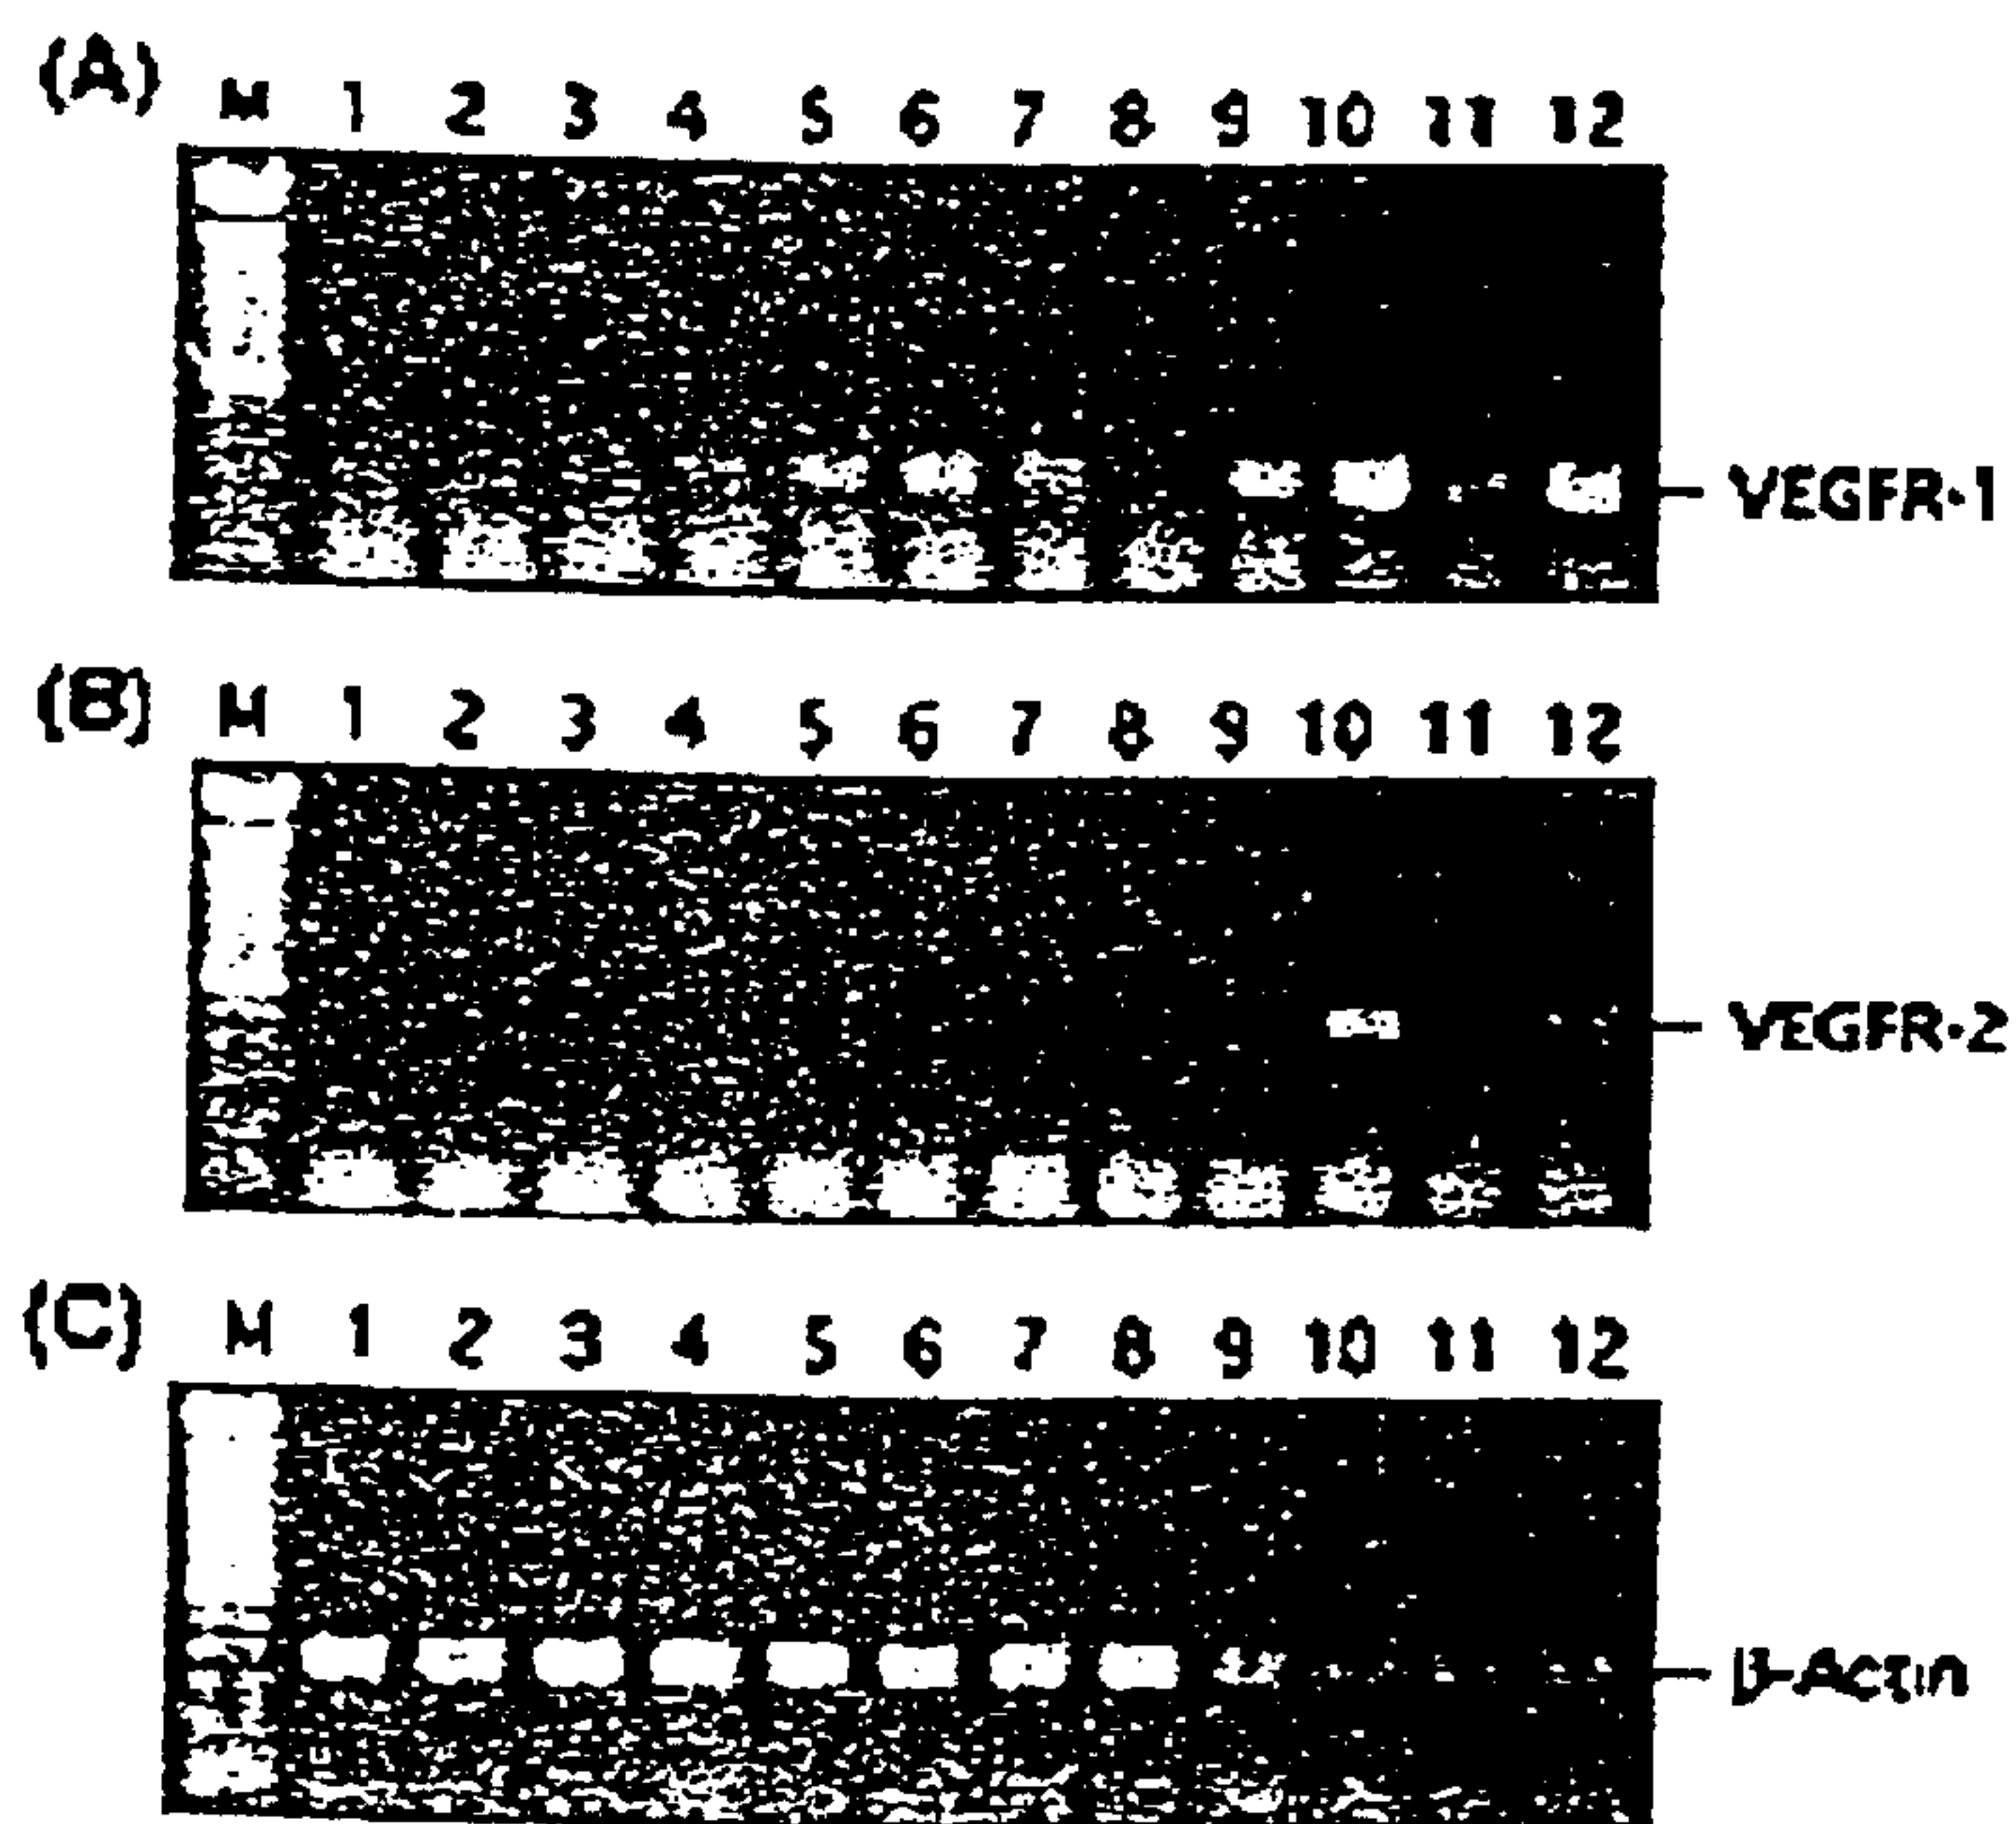 (A) M 1 2 3 4 5 6 7 8 9 10 11 12
VEGFR-1
(B) M 1 2 3 4 5 6 7 8 9 10 11 12
VEGFR-2
(C) M 1 2 3 4 5 6 7 8 9 10 11 12
β-Actin